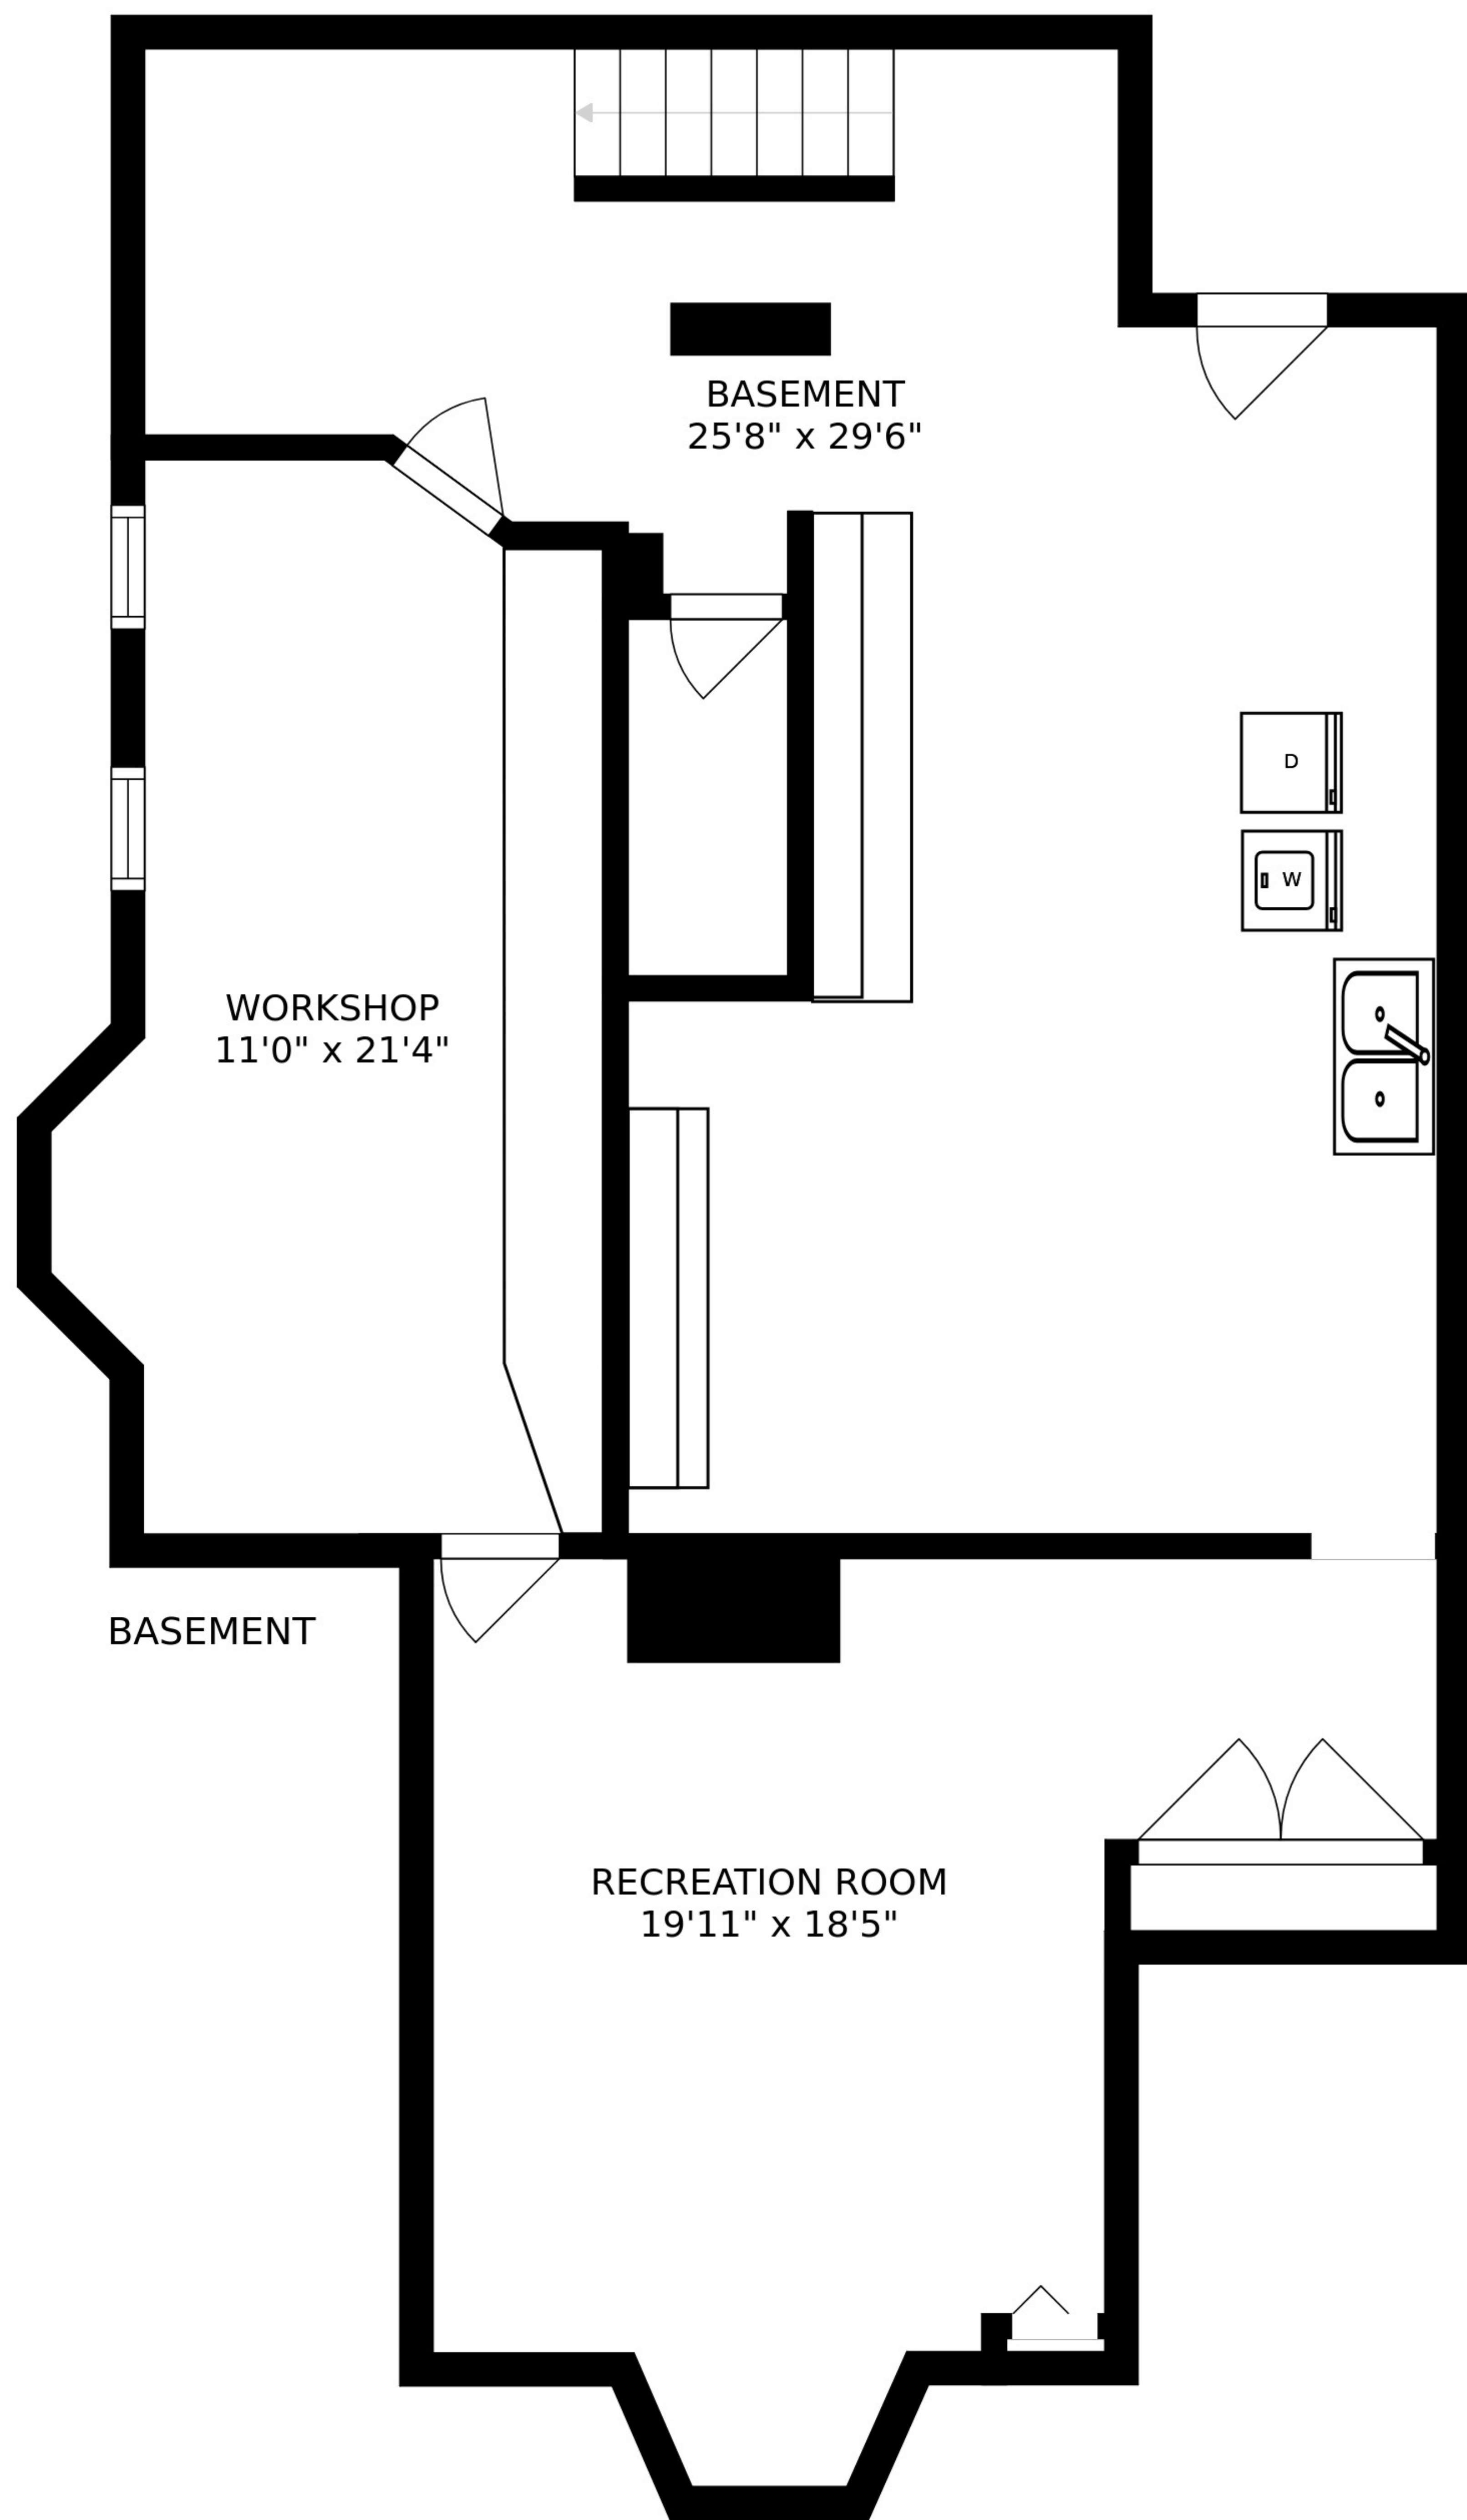 BASEMENT
25'8" x 29'6"
D
W
WORKSHOP
11'0" x 21'4"
BASEMENT
RECREATION ROOM
19'11" x 18'5"